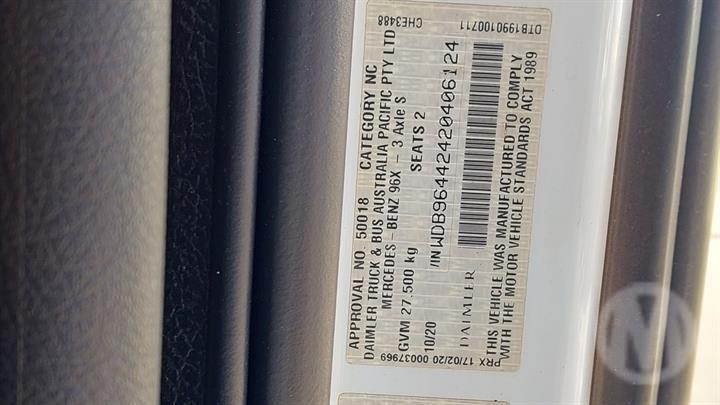 APPROVAL NO. 50018 CATEGORY NC
DAIMLER TRUCK & BUS AUSTRALIA PACIFIC PTY LTD
MERCEDES-BENZ 96X - 3 Axle S
GVM 27,500 kg SEATS 2
10/20 VIN WDB96442420406124
DAIMLER
THIS VEHICLE WAS MANUFACTURED TO COMPLY
WITH THE MOTOR VEHICLE STANDARDS ACT 1989
PRX 17/02/20 00037969
CHE3488
DTB1990100711
M